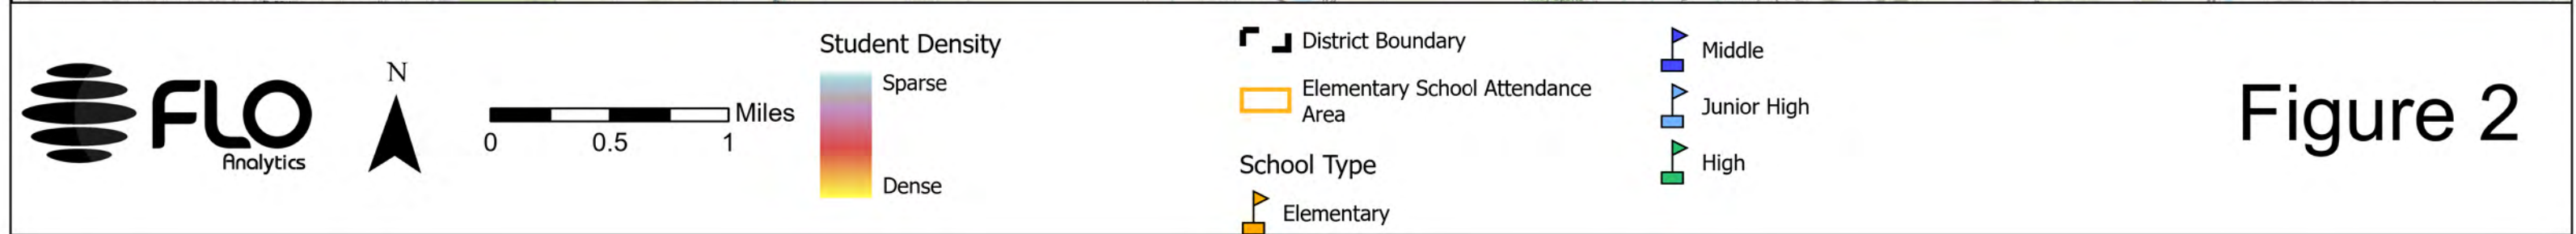 FLO
Analytics
N
Miles
0 0.5 1
Student Density
Sparse
Dense
District Boundary
Elementary School Attendance
Area
School Type
Elementary
Middle
Junior High
High
Figure 2